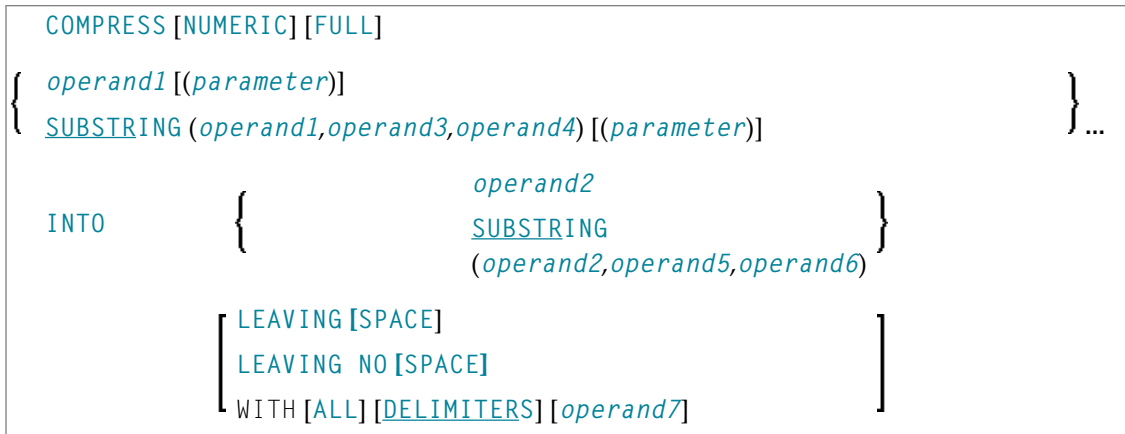 COMPRESS [NUMERIC] [FULL]
operand1 [(parameter)]
SUBSTRING (operand1,operand3,operand4) [(parameter)]
...
operand2
INTO
SUBSTRING
(operand2,operand5,operand6)
LEAVING [SPACE]
LEAVING NO [SPACE]
WITH [ALL] [DELIMITERS] [operand7]